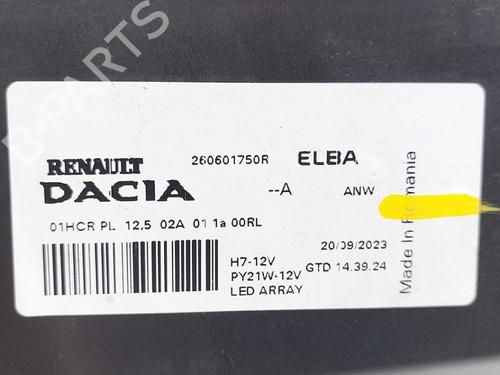 B-PARTS
RENAULT 260601750R ELBA
DACIA --A ANW
01HCR PL 12.5 02A 01 1a 00RL
20/09/2023
H7-12V
PY21W-12V GTD 14.39.24
LED ARRAY
Made In Romania